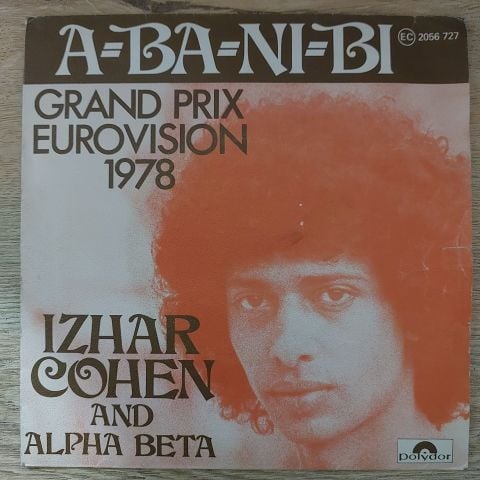 A=BA=NI=BI
EC 2056 727
GRAND PRIX
EUROVISION
1978
IZHAR
COHEN
AND
ALPHA BETA
polydor